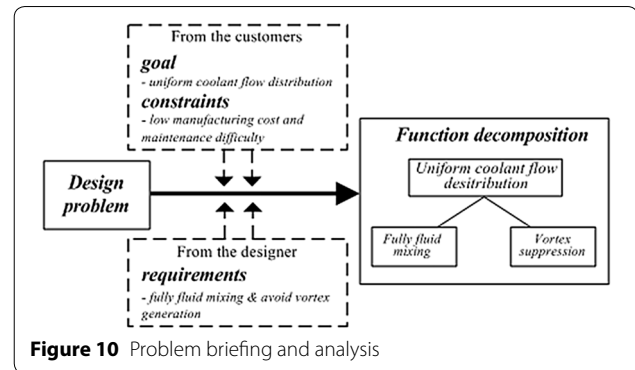 From the customers
goal
- uniform coolant flow distribution
constraints
- low manufacturing cost and
maintenance difficulty
Design
problem
From the designer
requirements
- fully fluid mixing & avoid vortex
generation
Function decomposition
Uniform coolant flow
desitribution
Fully fluid
mixing
Vortex
suppression
Figure 10 Problem briefing and analysis